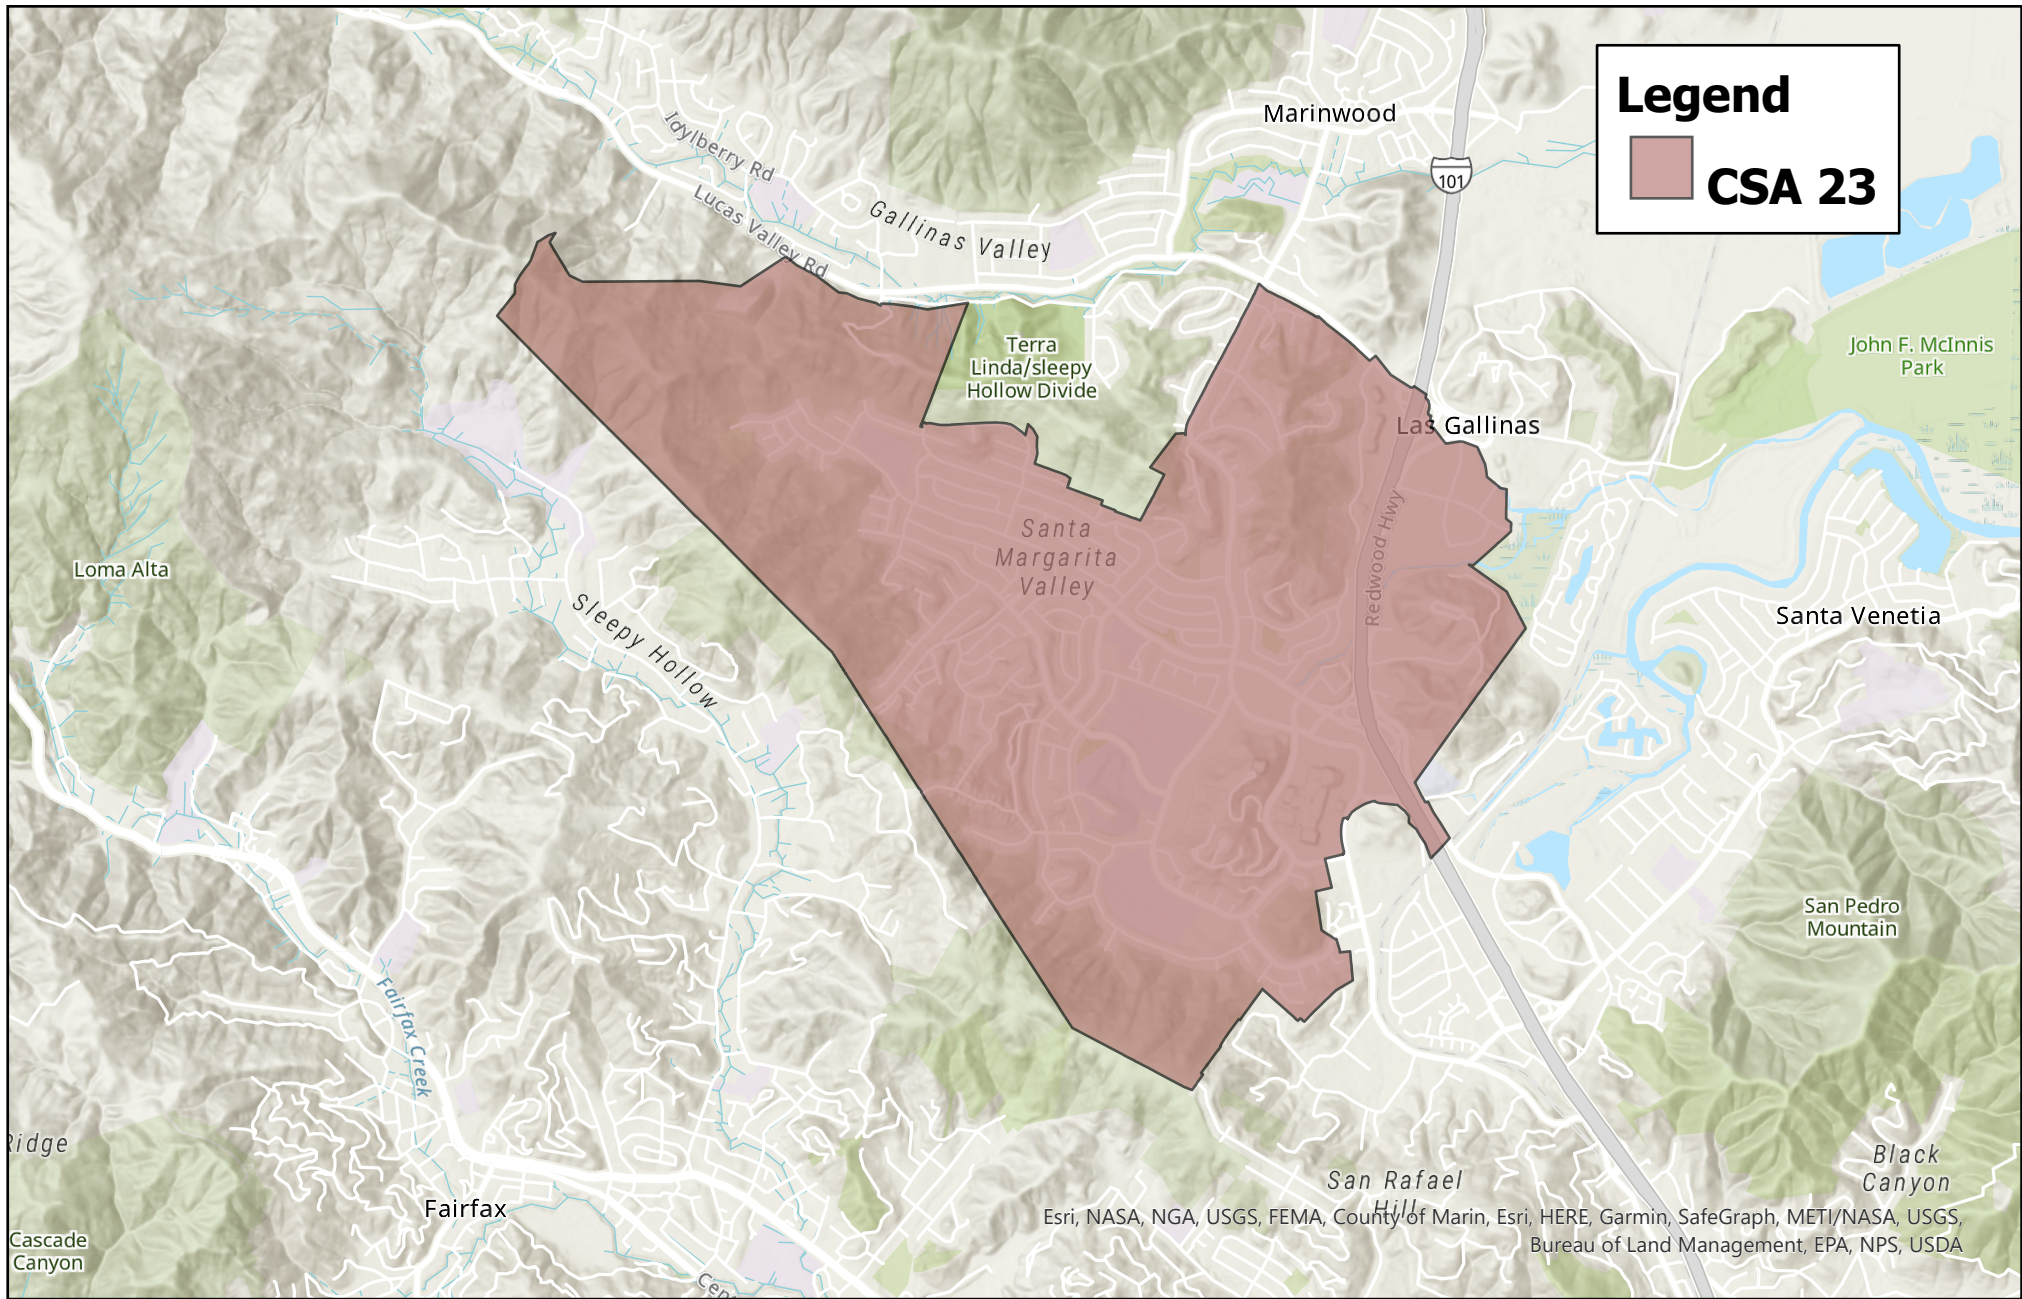 Legend
CSA 23
Marinwood
101
Idylberry Rd
Lucas Valley Rd
Gallinas Valley
Terra
Linda/sleepy
Hollow Divide
John F. McInnis
Park
Las Gallinas
Redwood Hwy
Santa
Margarita
Valley
Loma Alta
Sleepy Hollow
Santa Venetia
San Pedro
Mountain
Fairfax Creek
Ridge
Black
Canyon
San Rafael
Hill
Fairfax
Cascade
Canyon
Esri, NASA, NGA, USGS, FEMA, County of Marin, Esri, HERE, Garmin, SafeGraph, METI/NASA, USGS,
Bureau of Land Management, EPA, NPS, USDA